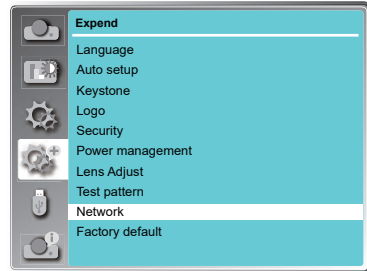 Expend
Language
Auto setup
Keystone
Logo
Security
Power management
Lens Adjust
Test pattern
Network
Factory default